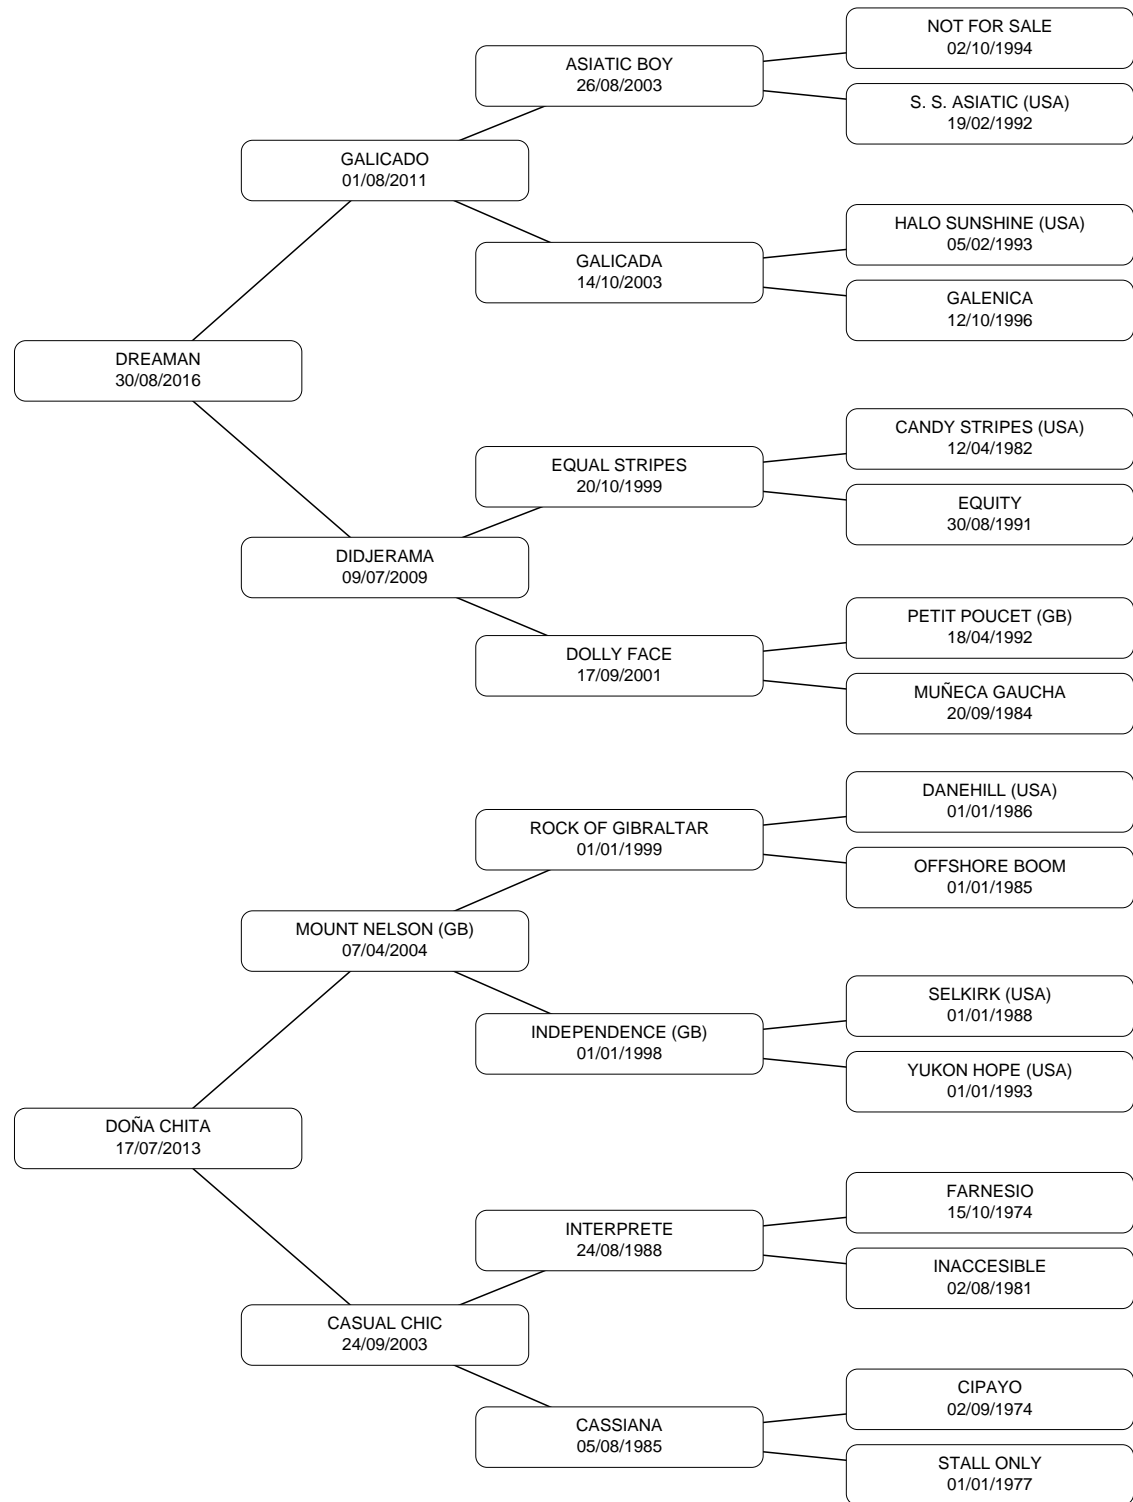 NOT FOR SALE
02/10/1994
ASIATIC BOY
26/08/2003
S. S. ASIATIC (USA)
19/02/1992
GALICADO
01/08/2011
HALO SUNSHINE (USA)
05/02/1993
GALICADA
14/10/2003
GALENICA
12/10/1996
DREAMAN
30/08/2016
CANDY STRIPES (USA)
12/04/1982
EQUAL STRIPES
20/10/1999
EQUITY
30/08/1991
DIDJERAMA
09/07/2009
PETIT POUCET (GB)
18/04/1992
DOLLY FACE
17/09/2001
MUÑECA GAUCHA
20/09/1984
DANEHILL (USA)
01/01/1986
ROCK OF GIBRALTAR
01/01/1999
OFFSHORE BOOM
01/01/1985
MOUNT NELSON (GB)
07/04/2004
SELKIRK (USA)
01/01/1988
INDEPENDENCE (GB)
01/01/1998
YUKON HOPE (USA)
01/01/1993
DOÑA CHITA
17/07/2013
FARNESIO
15/10/1974
INTERPRETE
24/08/1988
INACCESIBLE
02/08/1981
CASUAL CHIC
24/09/2003
CIPAYO
02/09/1974
CASSIANA
05/08/1985
STALL ONLY
01/01/1977